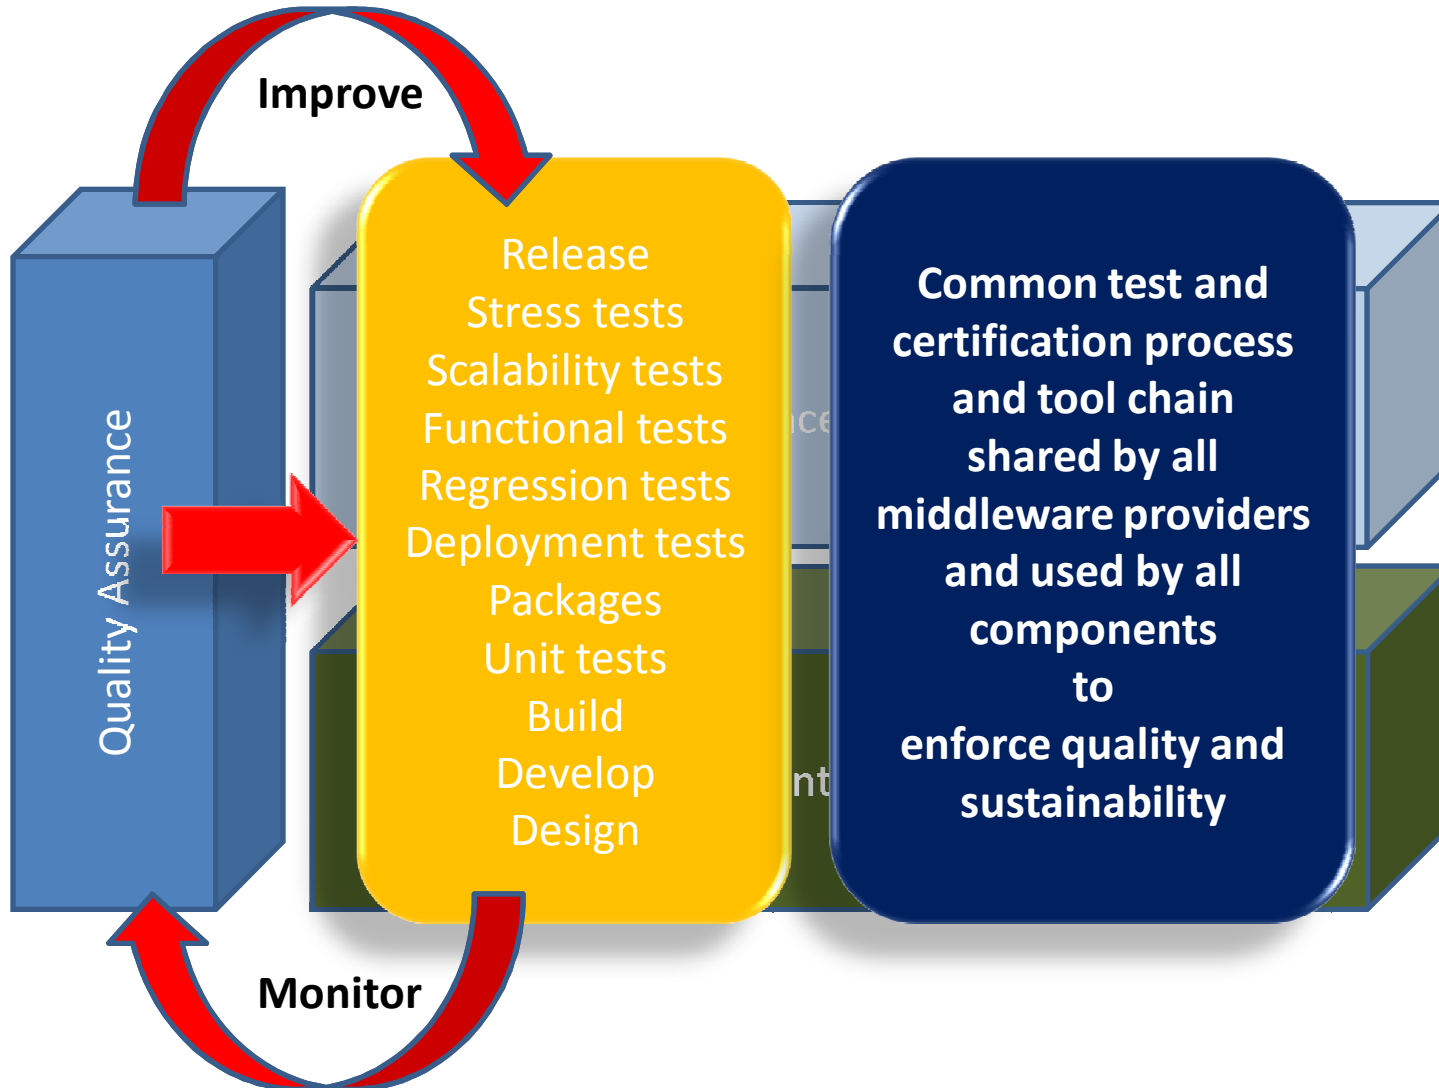 Improve
Quality Assurance
Release
Stress tests
Scalability tests
Functional tests
Regression tests
Deployment tests
Packages
Unit tests
Build
Develop
Design
Common test and
certification process
and tool chain
shared by all
middleware providers
and used by all
components
to
enforce quality and
sustainability
Monitor